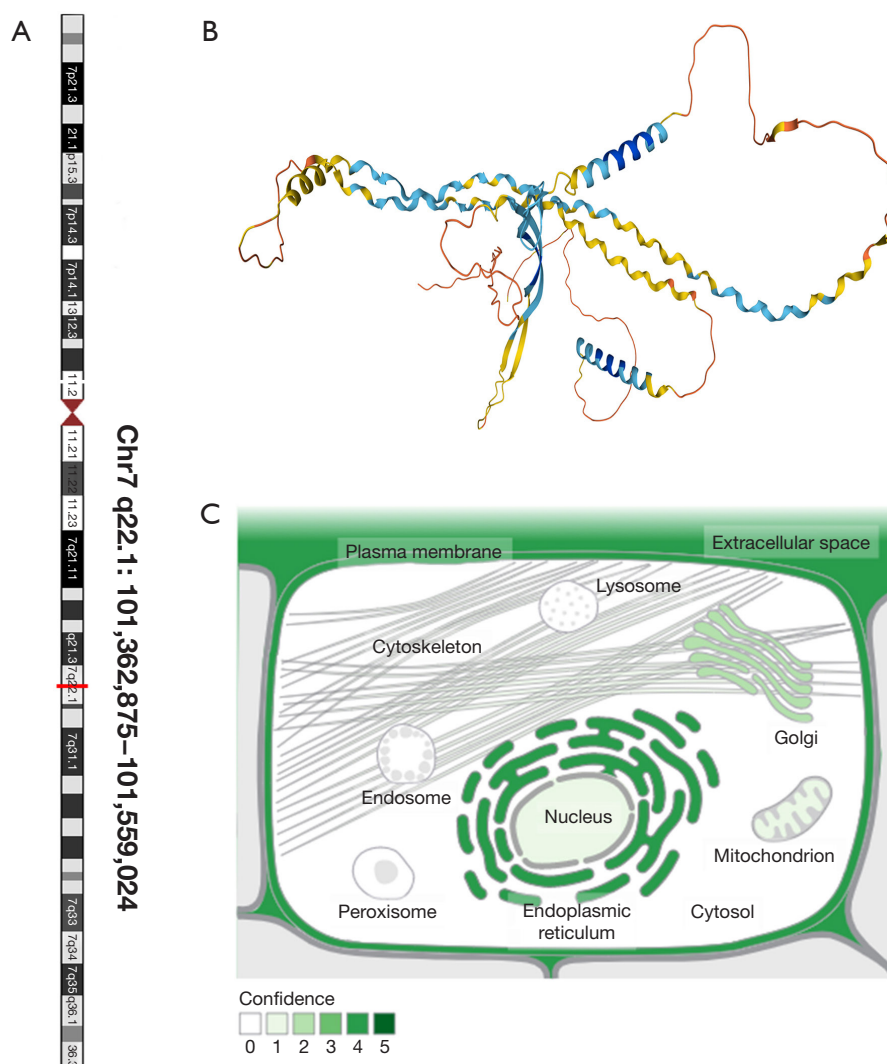 A
B
7p21.3
21.1
p15.3
7p14.3
7p14.1
13
12.3
11.2
11.21
11.22
11.23
7q21.11
q21.3
7q22.1
7q31.1
7q33
7q34
7q35
q36.1
Chr7 q22.1: 101,362,875–101,559,024
C
Plasma membrane
Extracellular space
Lysosome
Cytoskeleton
Golgi
Endosome
Nucleus
Mitochondrion
Peroxisome
Endoplasmic
reticulum
Cytosol
Confidence
0 1 2 3 4 5